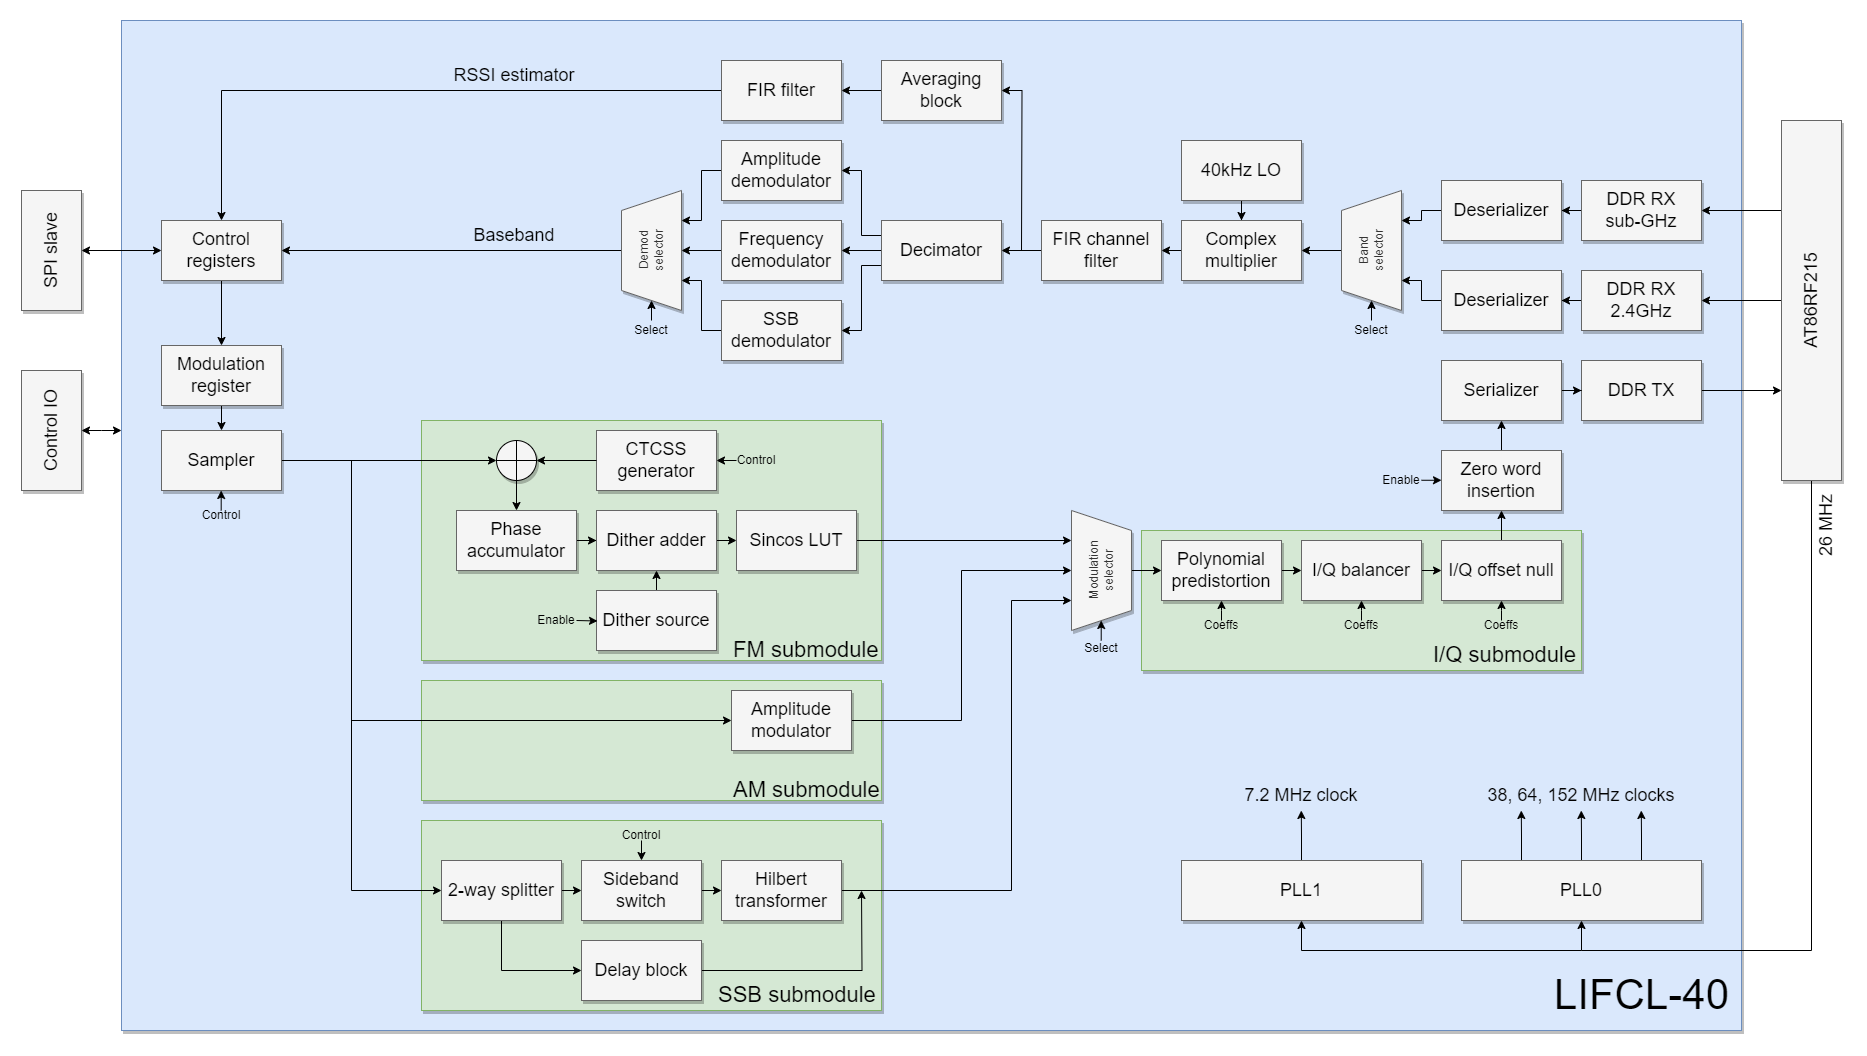 RSSI estimator
FIR filter
Averaging
block
Amplitude
demodulator
40kHz LO
SPI slave
Control
registers
Baseband
Demod
selector
Select
Frequency
demodulator
Decimator
FIR channel
filter
Complex
multiplier
Band
selector
Select
Deserializer
DDR RX
sub-GHz
Deserializer
DDR RX
2.4GHz
AT86RF215
SSB
demodulator
Modulation
register
Serializer
DDR TX
Control IO
Sampler
Control
CTCSS
generator
Control
Enable
Zero word
insertion
26 MHz
Phase
accumulator
Dither adder
Sincos LUT
Enable
Dither source
FM submodule
Modulation
selector
Select
Polynomial
predistortion
Coeffs
I/Q balancer
Coeffs
I/Q offset null
Coeffs
I/Q submodule
Amplitude
modulator
AM submodule
7.2 MHz clock
38, 64, 152 MHz clocks
Control
2-way splitter
Sideband
switch
Hilbert
transformer
PLL1
PLL0
Delay block
SSB submodule
LIFCL-40